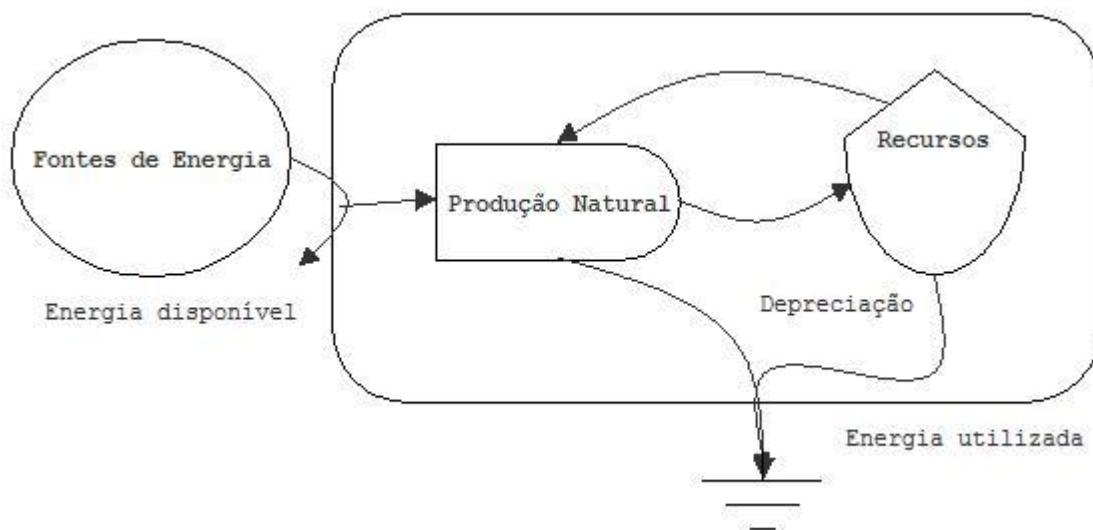 Fontes de Energia
Recursos
Produção Natural
Energia disponível
Depreciação
Energia utilizada